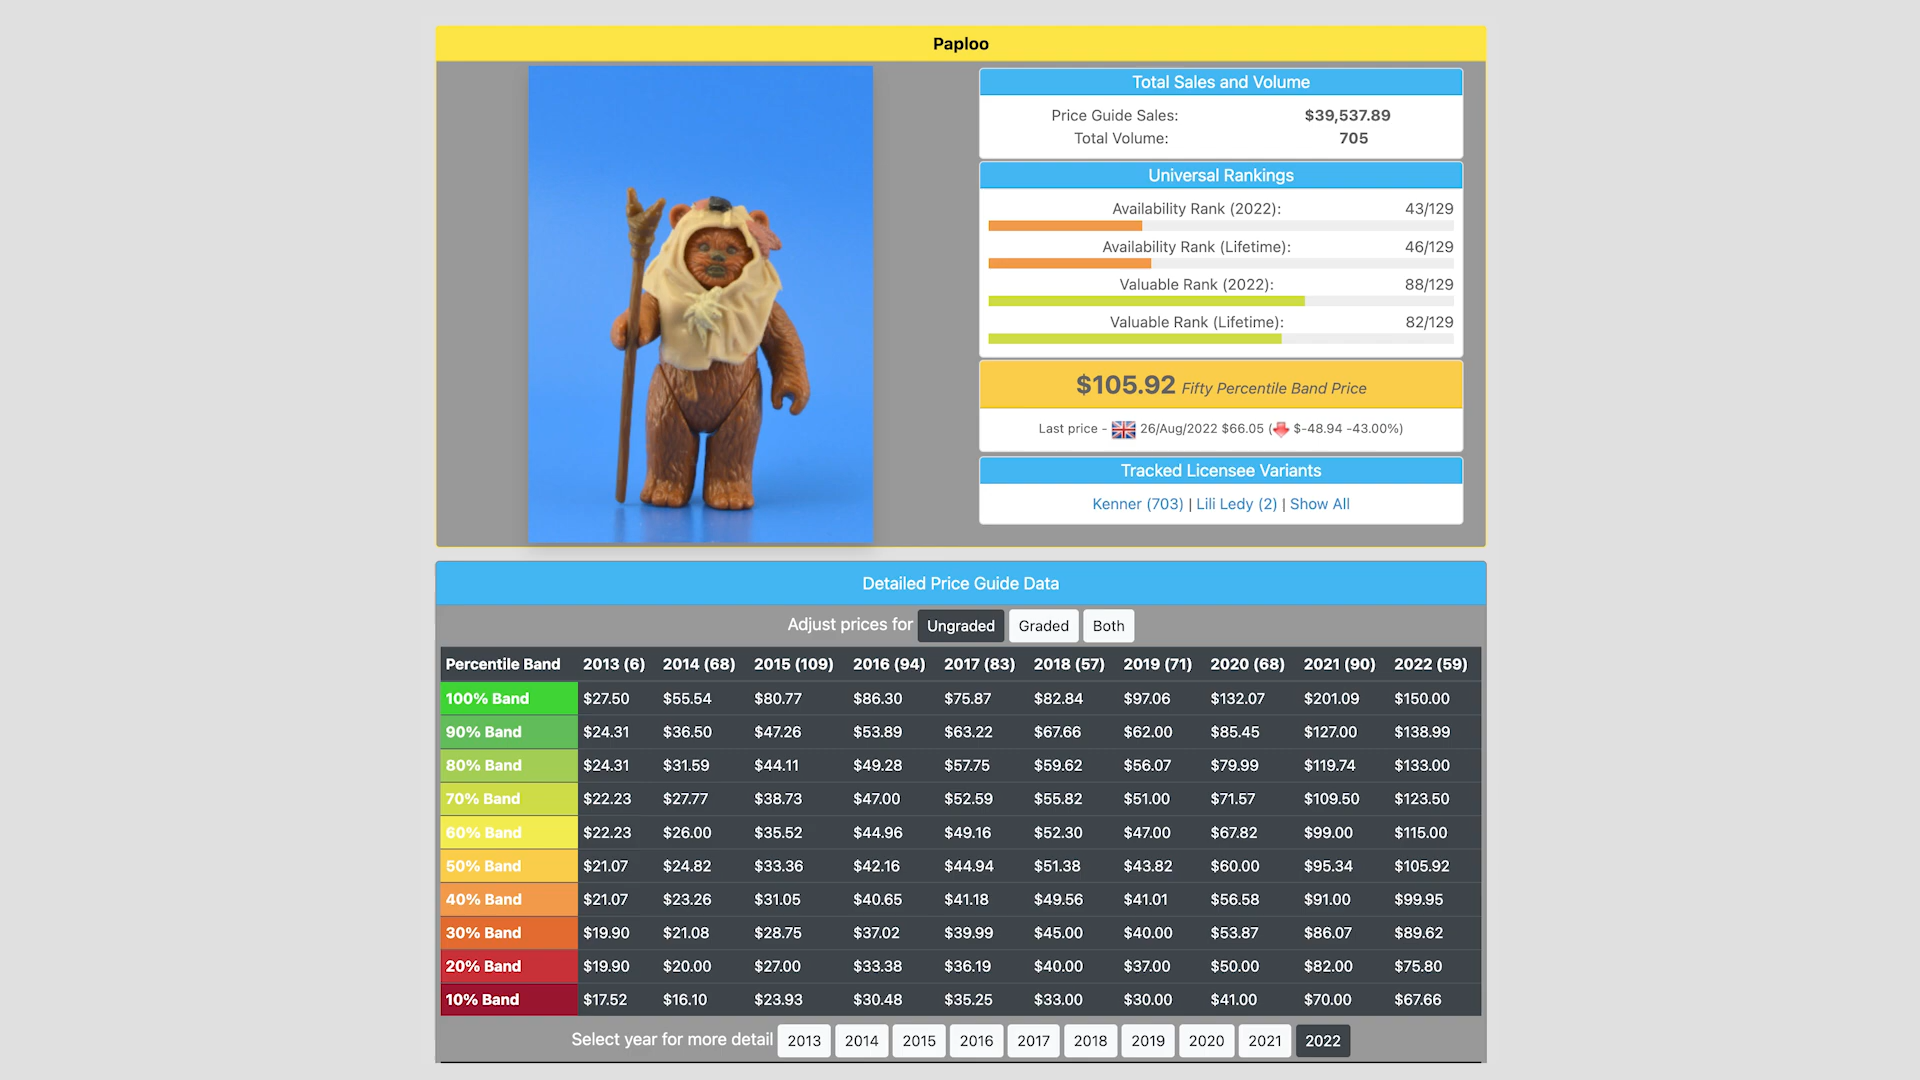 Paploo
Total Sales and Volume
Price Guide Sales: $39,537.89
Total Volume: 705
Universal Rankings
Availability Rank (2022): 43/129
Availability Rank (Lifetime): 46/129
Valuable Rank (2022): 88/129
Valuable Rank (Lifetime): 82/129
$105.92 Fifty Percentile Band Price
Last price - 26/Aug/2022 $66.05 ( $-48.94 -43.00%)
Tracked Licensee Variants
Kenner (703) | Lili Ledy (2) | Show All
Detailed Price Guide Data
Adjust prices for Ungraded Graded Both
Percentile Band 2013 (6) 2014 (68) 2015 (109) 2016 (94) 2017 (83) 2018 (57) 2019 (71) 2020 (68) 2021 (90) 2022 (59)
100% Band $27.50 $55.54 $80.77 $86.30 $75.87 $82.84 $97.06 $132.07 $201.09 $150.00
90% Band $24.31 $36.50 $47.26 $53.89 $63.22 $67.66 $62.00 $85.45 $127.00 $138.99
80% Band $24.31 $31.59 $44.11 $49.28 $57.75 $59.62 $56.07 $79.99 $119.74 $133.00
70% Band $22.23 $27.77 $38.73 $47.00 $52.59 $55.82 $51.00 $71.57 $109.50 $123.50
60% Band $22.23 $26.00 $35.52 $44.96 $49.16 $52.30 $47.00 $67.82 $99.00 $115.00
50% Band $21.07 $24.82 $33.36 $42.16 $44.94 $51.38 $43.82 $60.00 $95.34 $105.92
40% Band $21.07 $23.26 $31.05 $40.65 $41.18 $49.56 $41.01 $56.58 $91.00 $99.95
30% Band $19.90 $21.08 $28.75 $37.02 $39.99 $45.00 $40.00 $53.87 $86.07 $89.62
20% Band $19.90 $20.00 $27.00 $33.38 $36.19 $40.00 $37.00 $50.00 $82.00 $75.80
10% Band $17.52 $16.10 $23.93 $30.48 $35.25 $33.00 $30.00 $41.00 $70.00 $67.66
Select year for more detail 2013 2014 2015 2016 2017 2018 2019 2020 2021 2022